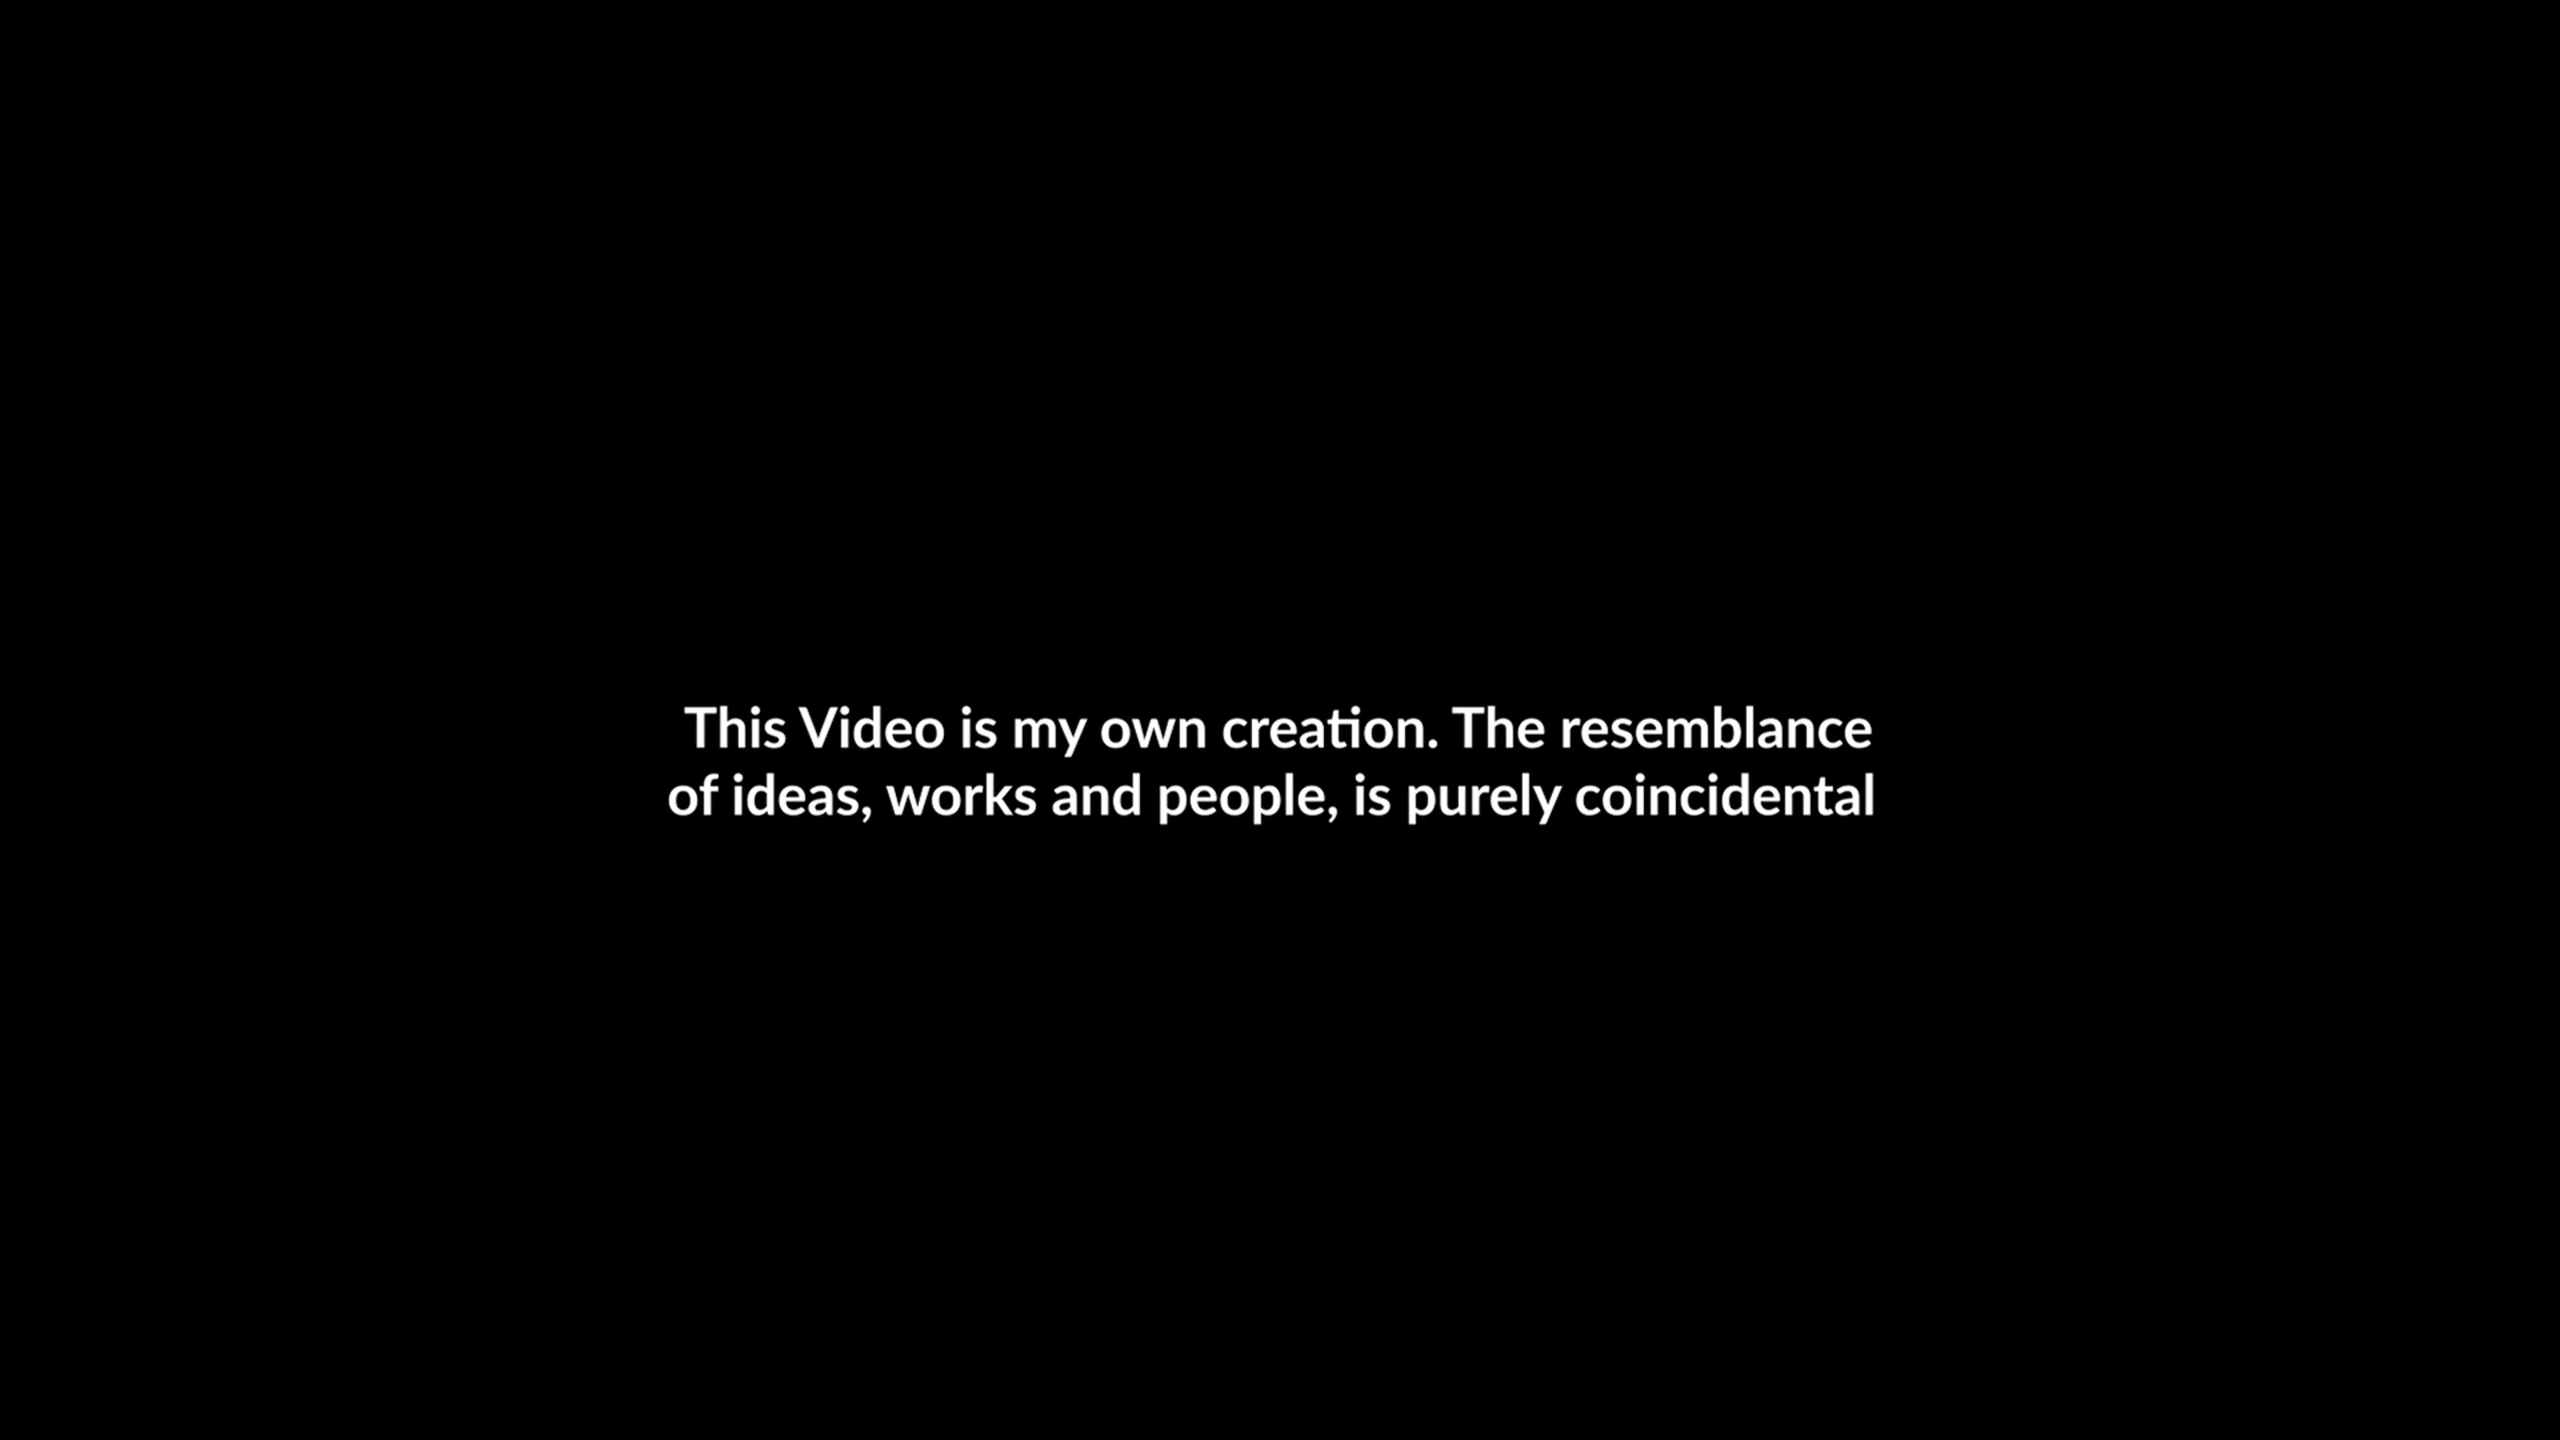 This Video is my own creation. The resemblance
of ideas, works and people, is purely coincidental